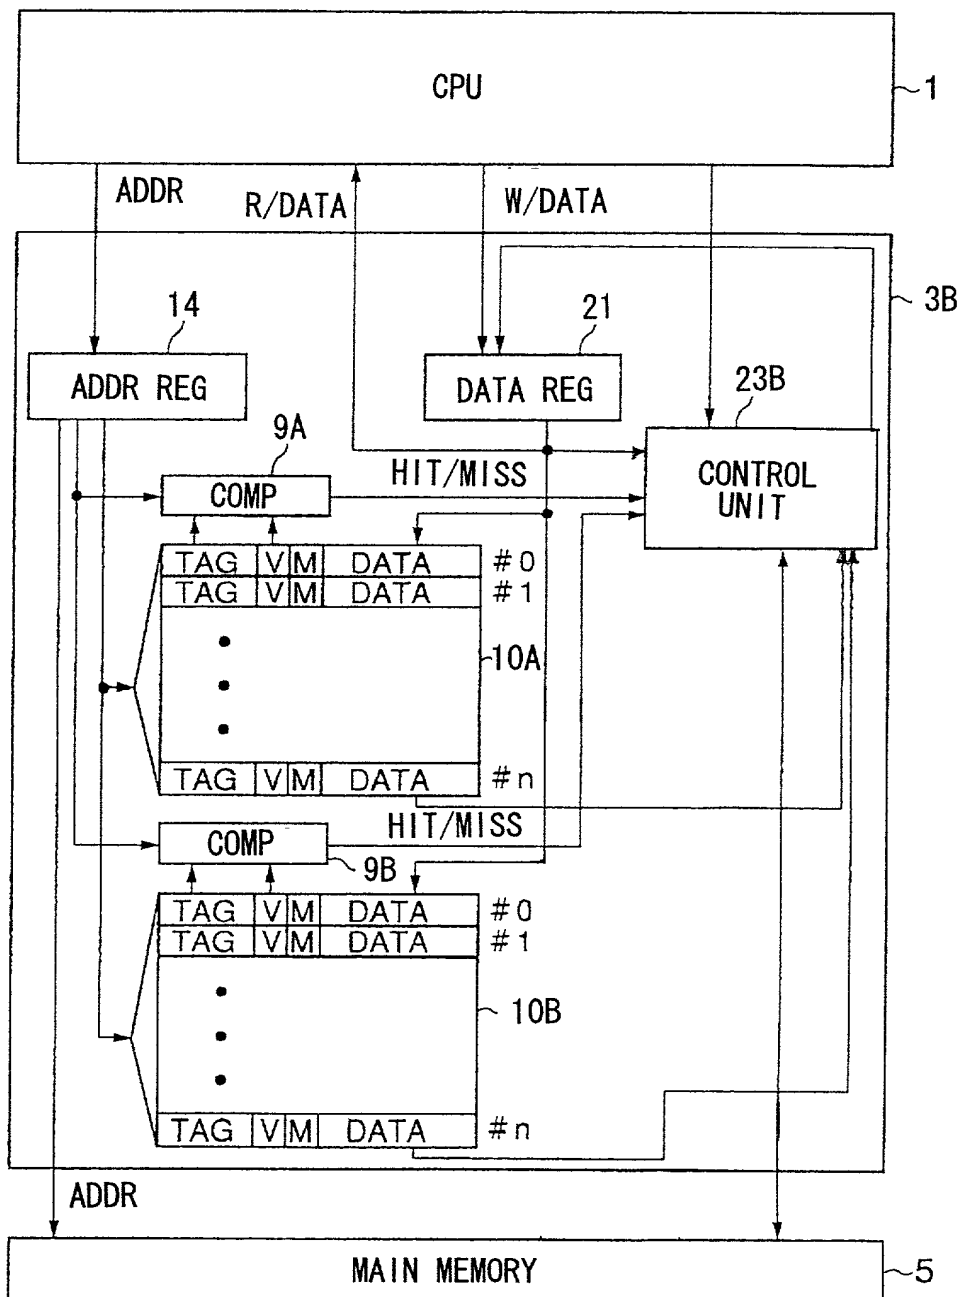 CPU
1
ADDR
R/DATA
W/DATA
3B
14
21
ADDR REG
DATA REG
23B
9A
COMP
HIT/MISS
CONTROL
UNIT
TAG V M DATA #0
TAG V M DATA #1
10A
TAG V M DATA #n
COMP
HIT/MISS
9B
TAG V M DATA #0
TAG V M DATA #1
10B
TAG V M DATA #n
ADDR
MAIN MEMORY
5